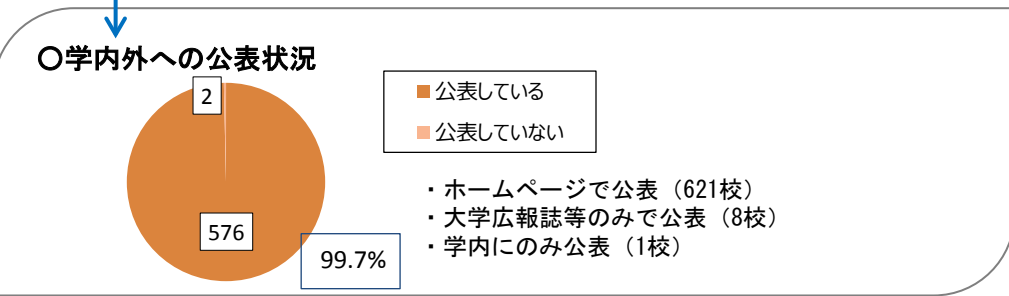 〇学内外への公表状況
2
576
99.7%
公表している
公表していない
・ホームページで公表（621校）
・大学広報誌等のみで公表（8校）
・学内にのみ公表（1校）